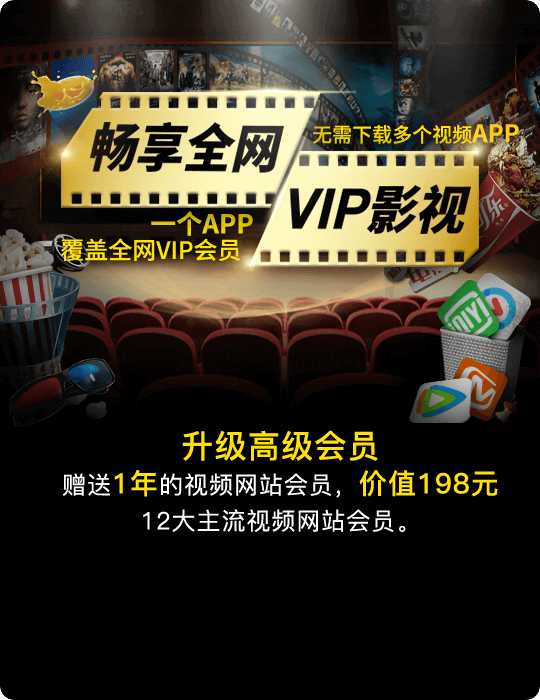 畅享全网
无需下载多个视频APP
VIP影视
一个APP
覆盖全网VIP会员
iQIYI
升级高级会员
赠送1年的视频网站会员，价值198元
12大主流视频网站会员。